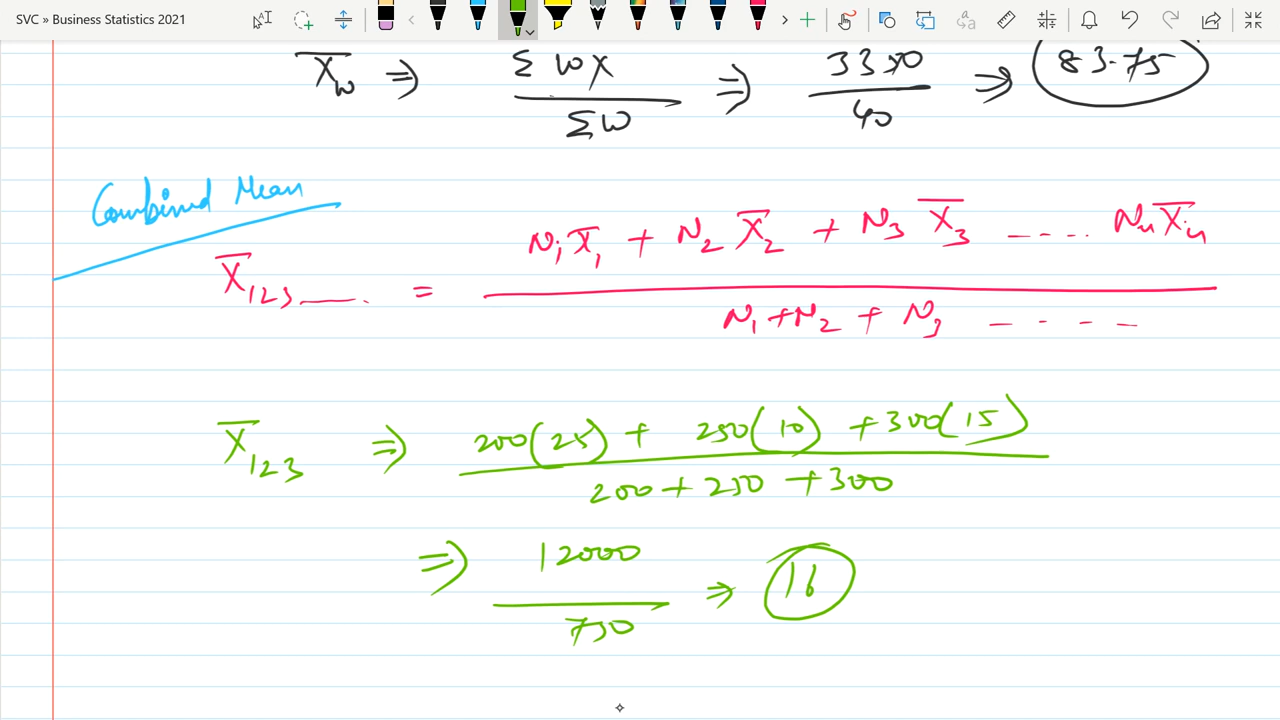 SVC » Business Statistics 2021
X̄w ⇒ ΣWX / ΣW ⇒ 3350 / 40 ⇒ 83.75
Combined Mean
X̄123—— . = N1X̄1 + N2X̄2 + N3X̄3 .... NnX̄n / N1+N2 + N3 - - - -
X̄123 ⇒ 200(25) + 250(10) + 300(15) / 200+250+300
⇒ 12000 / 750 ⇒ 16